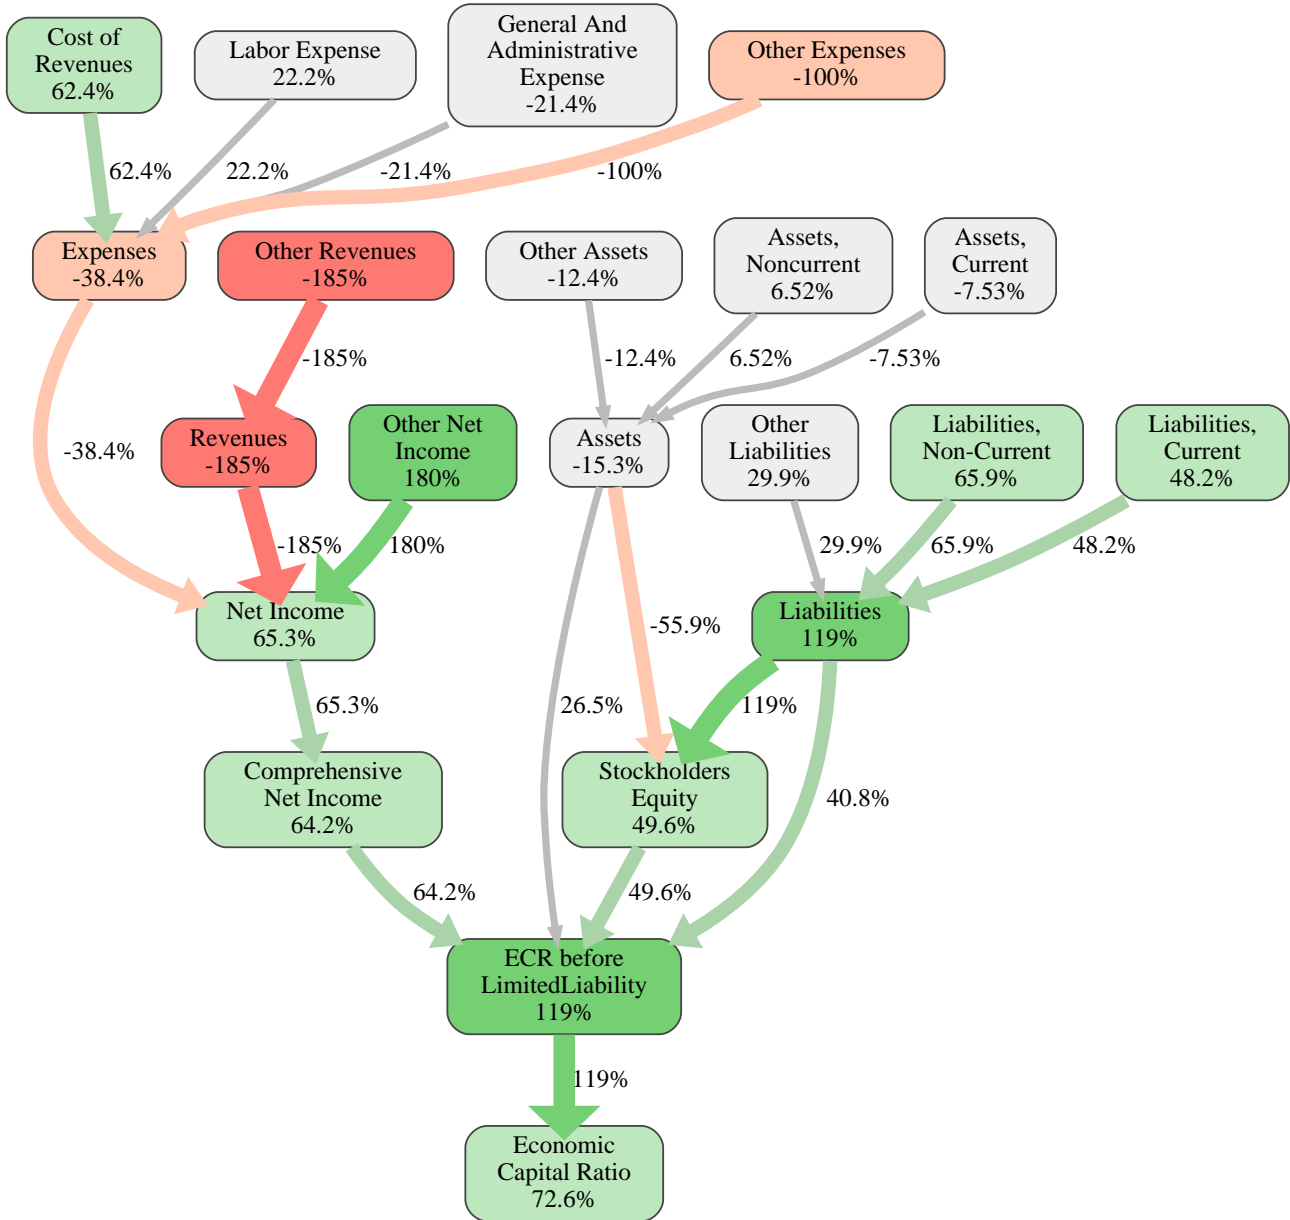 Cost of
Revenues
62.4%
Labor Expense
22.2%
General And
Administrative
Expense
-21.4%
Other Expenses
-100%
62.4%
22.2%
-21.4%
-100%
Expenses
-38.4%
Other Revenues
-185%
Other Assets
-12.4%
Assets,
Noncurrent
6.52%
Assets,
Current
-7.53%
-185%
-12.4%
6.52%
-7.53%
-38.4%
Revenues
-185%
Other Net
Income
180%
Assets
-15.3%
Other
Liabilities
29.9%
Liabilities,
Non-Current
65.9%
Liabilities,
Current
48.2%
-185%
180%
29.9%
65.9%
48.2%
Net Income
65.3%
-55.9%
Liabilities
119%
65.3%
26.5%
119%
Comprehensive
Net Income
64.2%
Stockholders
Equity
49.6%
40.8%
64.2%
49.6%
ECR before
LimitedLiability
119%
119%
Economic
Capital Ratio
72.6%